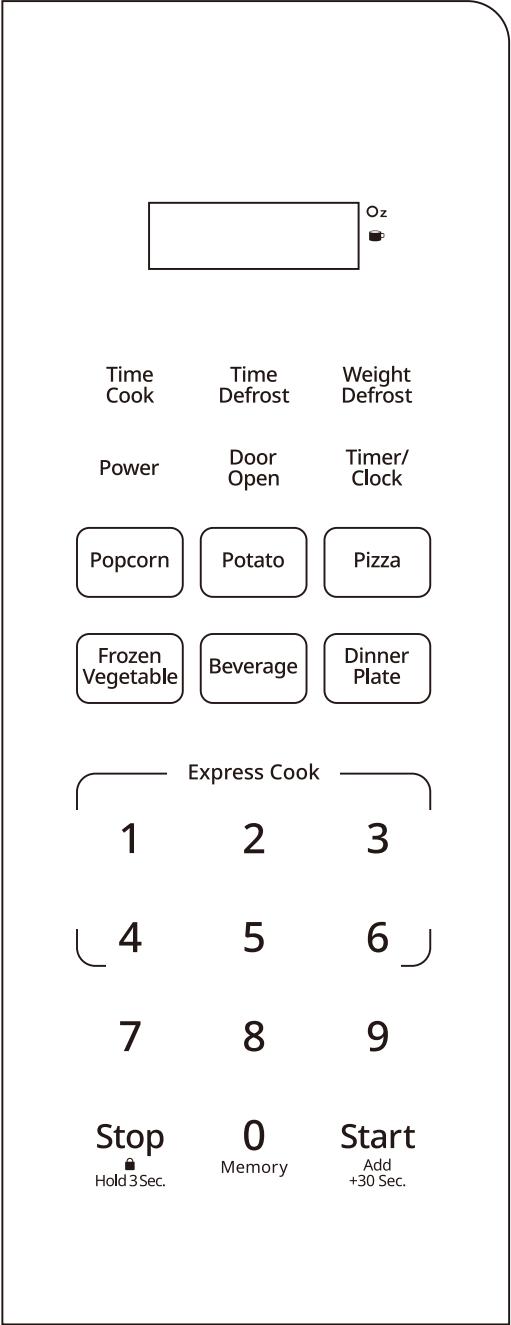 Oz
Time Cook
Time Defrost
Weight Defrost
Power
Door Open
Timer/ Clock
Popcorn
Potato
Pizza
Frozen Vegetable
Beverage
Dinner Plate
Express Cook
1 2 3
4 5 6
7 8 9
Stop
Hold 3 Sec.
0
Memory
Start
Add
+30 Sec.